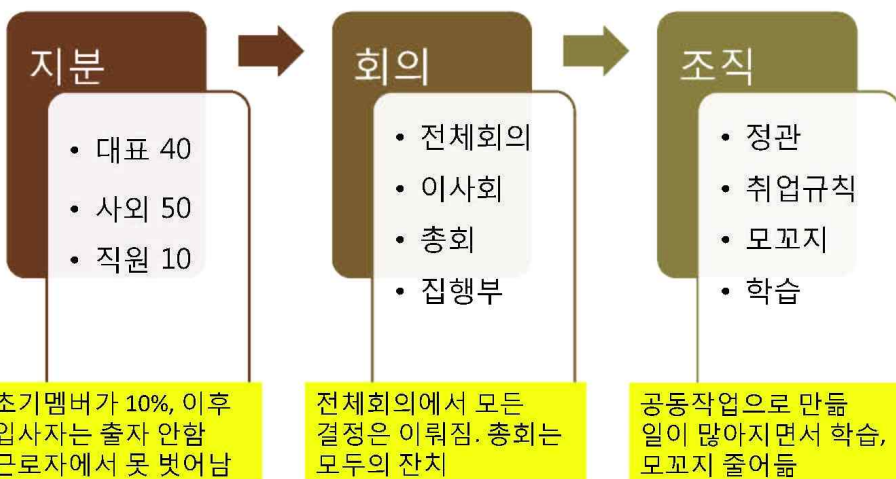 지분
• 대표 40
• 사외 50
• 직원 10
초기멤버가 10%, 이후
입사자는 출자 안함
근로자에서 못 벗어남
회의
• 전체회의
• 이사회
• 총회
• 집행부
전체회의에서 모든
결정은 이뤄짐. 총회는
모두의 잔치
조직
• 정관
• 취업규칙
• 모꼬지
• 학습
공동작업으로 만듦
일이 많아지면서 학습,
모꼬지 줄어듦